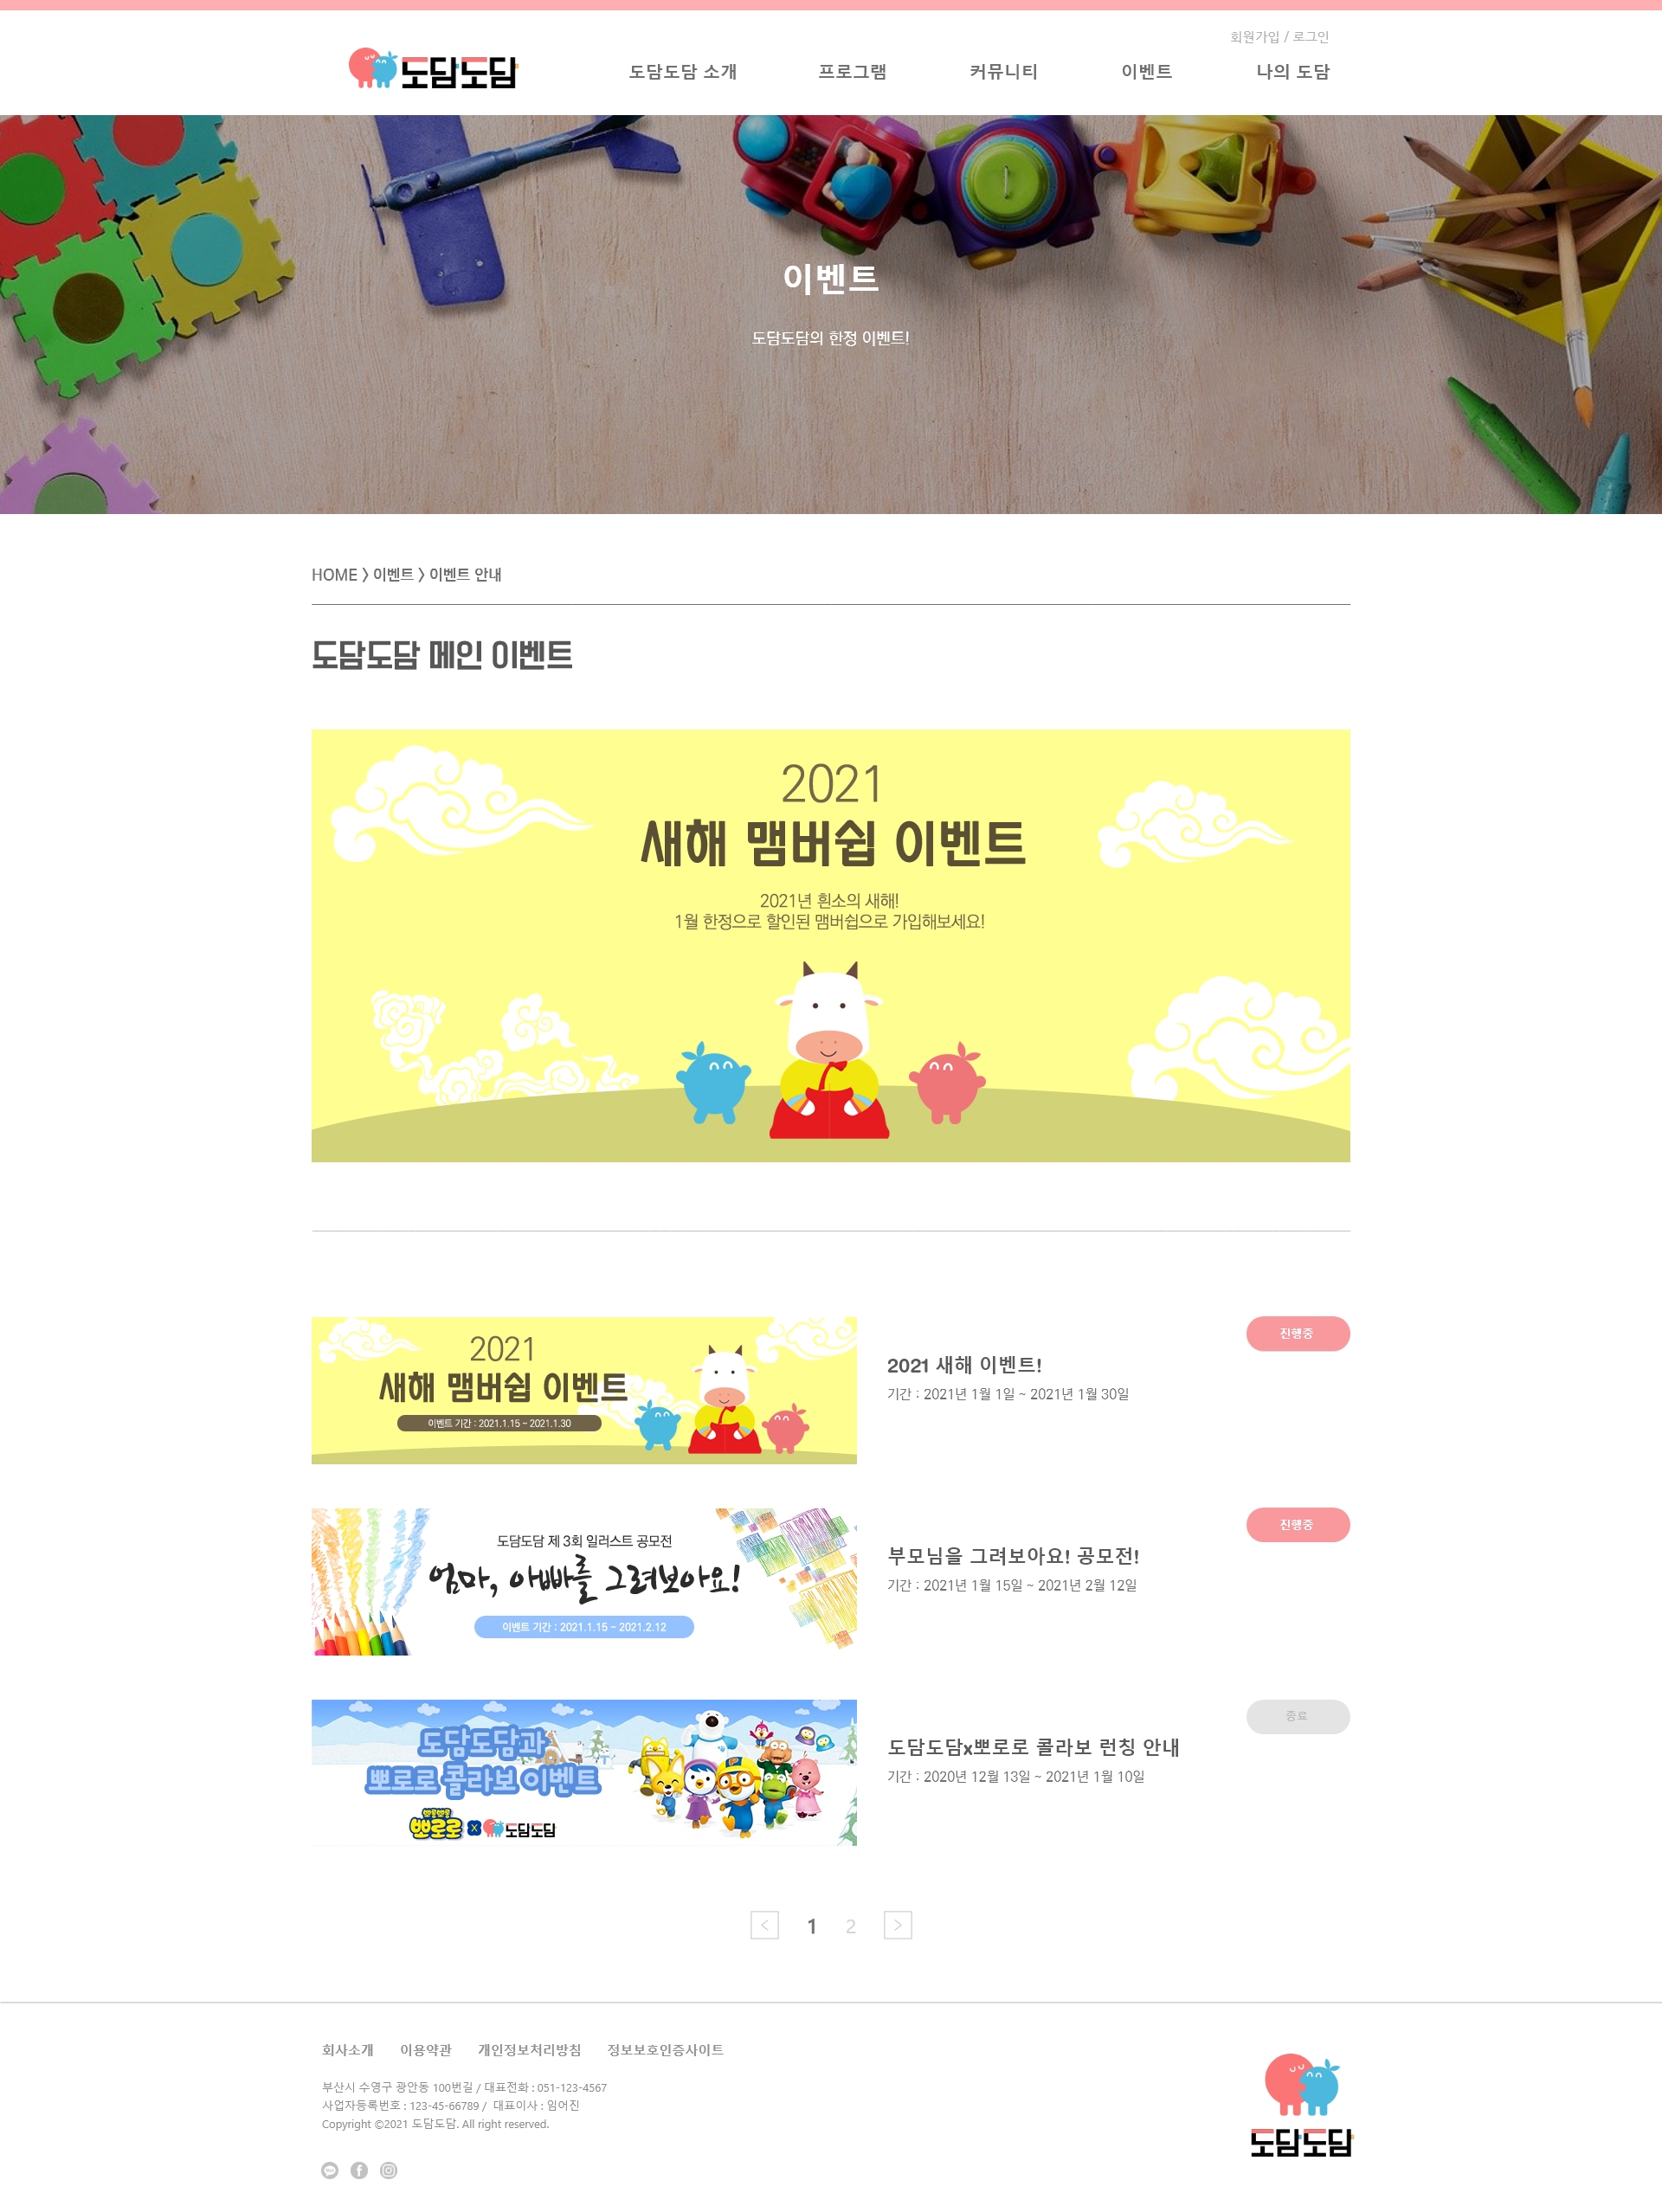 회원가입 / 로그인
도담도담
도담도담 소개
프로그램
커뮤니티
이벤트
나의 도담
이벤트
도담도담의 한정 이벤트!
HOME > 이벤트 > 이벤트 안내
도담도담 메인 이벤트
2021
새해 맴버쉽 이벤트
2021년 흰소의 새해!
1월 한정으로 할인된 맴버쉽으로 가입해보세요!
2021
새해 맴버쉽 이벤트
이벤트 기간 : 2021.1.15 ~ 2021.1.30
진행중
2021 새해 이벤트!
기간 : 2021년 1월 1일 ~ 2021년 1월 30일
도담도담 제 3회 일러스트 공모전
엄마, 아빠를 그려보아요!
이벤트 기간 : 2021.1.15 ~ 2021.2.12
진행중
부모님을 그려보아요! 공모전!
기간 : 2021년 1월 15일 ~ 2021년 2월 12일
도담도담과
뽀로로 콜라보 이벤트
뽀롱뽀롱
뽀로로 x 도담도담
종료
도담도담x뽀로로 콜라보 런칭 안내
기간 : 2020년 12월 13일 ~ 2021년 1월 10일
< 1 2 >
회사소개 이용약관 개인정보처리방침 정보보호인증사이트
부산시 수영구 광안동 100번길 / 대표전화 : 051-123-4567
사업자등록번호 : 123-45-66789 / 대표이사 : 임어진
Copyright ©2021 도담도담. All right reserved.
도담도담